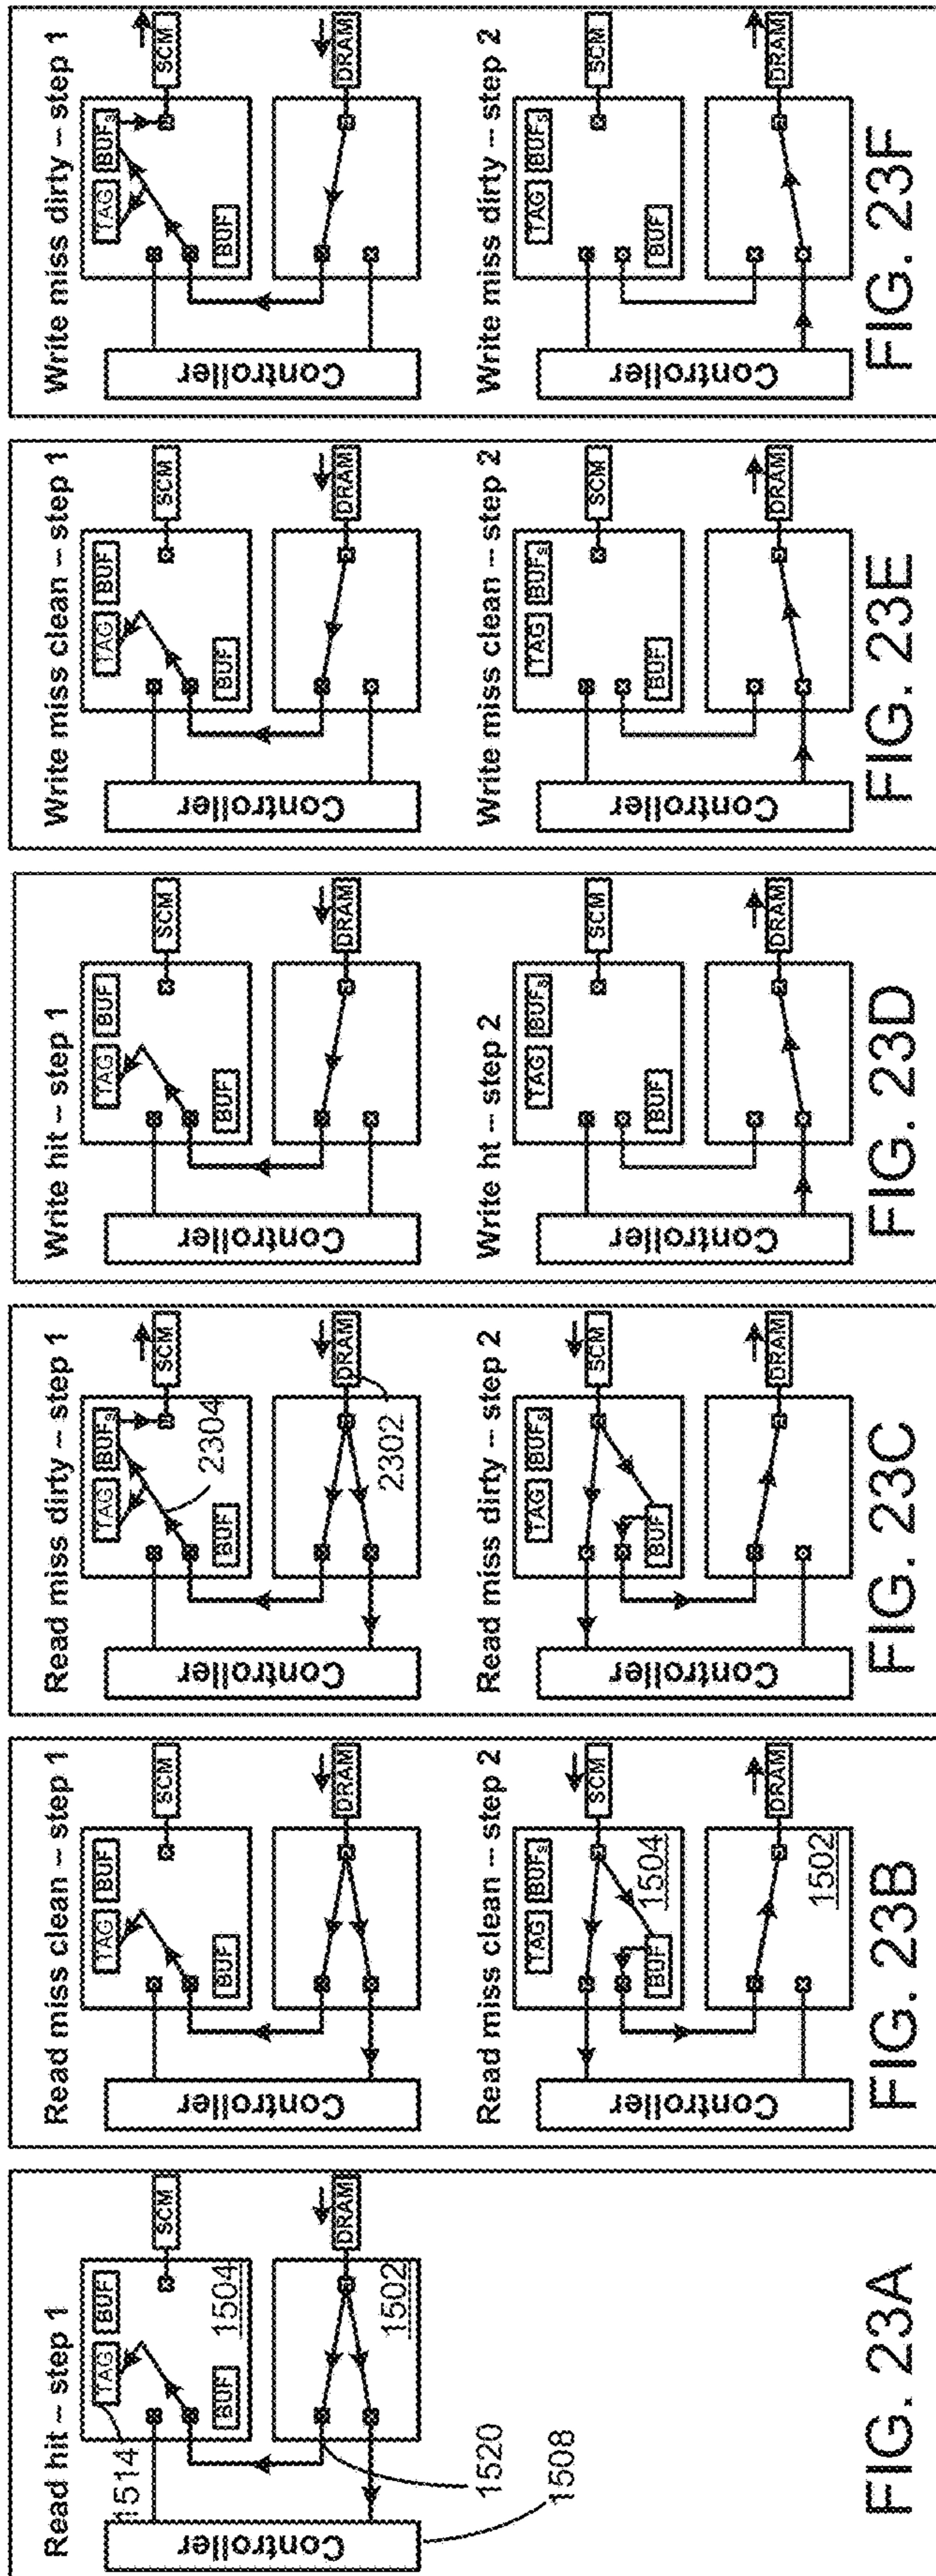 Read hit – step 1
TAG BUF
SCM
1514
BUF
1504
Controller
DRAM
1502
1520
1508
FIG. 23A
Read miss clean – step 1
TAG BUF
SCM
BUF
Controller
DRAM
Read miss clean – step 2
TAG BUFs
SCM
BUF
1504
Controller
DRAM
1502
FIG. 23B
Read miss dirty – step 1
TAG BUFs
SCM
BUF
2304
Controller
DRAM
2302
Read miss dirty – step 2
TAG BUFs
SCM
BUF
Controller
DRAM
FIG. 23C
Write hit – step 1
TAG BUF
SCM
BUF
Controller
DRAM
Write ht – step 2
TAG BUFs
SCM
BUF
Controller
DRAM
FIG. 23D
Write miss clean – step 1
TAG BUF
SCM
BUF
Controller
DRAM
Write miss clean – step 2
TAG BUFs
SCM
BUF
Controller
DRAM
FIG. 23E
Write miss dirty – step 1
TAG BUFs
SCM
BUF
Controller
DRAM
Write miss dirty – step 2
TAG BUFs
SCM
BUF
Controller
DRAM
FIG. 23F